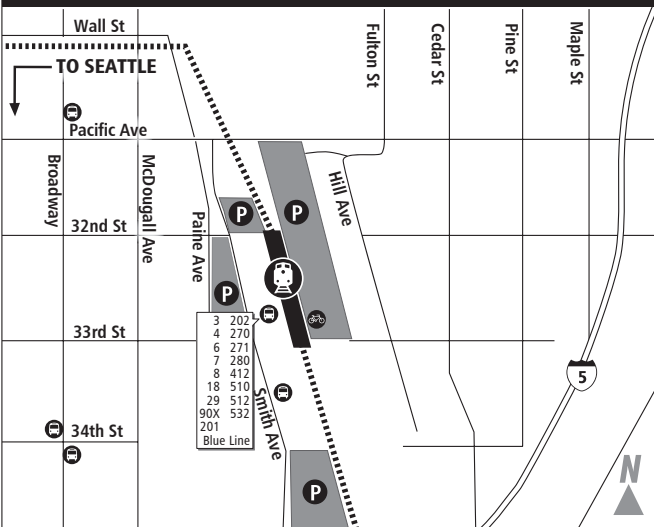 Wall St
TO SEATTLE
Fulton St
Cedar St
Pine St
Maple St
Pacific Ave
Broadway
McDougall Ave
Paine Ave
Hill Ave
P
P
32nd St
P
33rd St
3 202
4 270
6 271
7 280
8 412
18 510
29 512
90X 532
201
Blue Line
5
Smith Ave
34th St
P
N